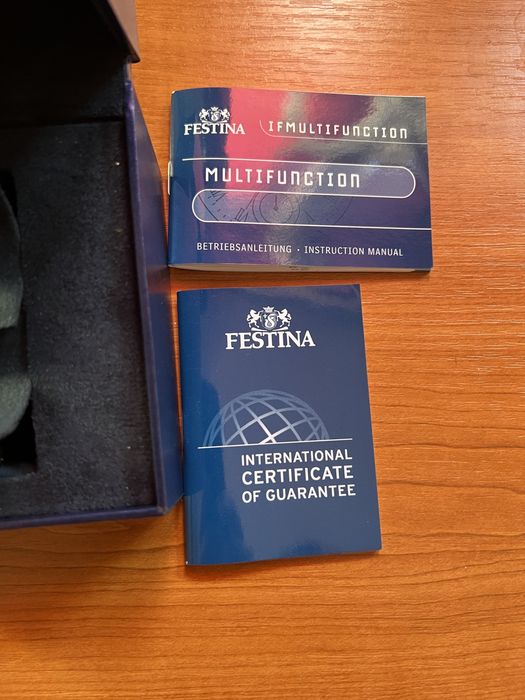 FESTINA
IFMULTIFUNCTION
MULTIFUNCTION
BETRIEBSANLEITUNG · INSTRUCTION MANUAL
FESTINA
INTERNATIONAL
CERTIFICATE
OF GUARANTEE